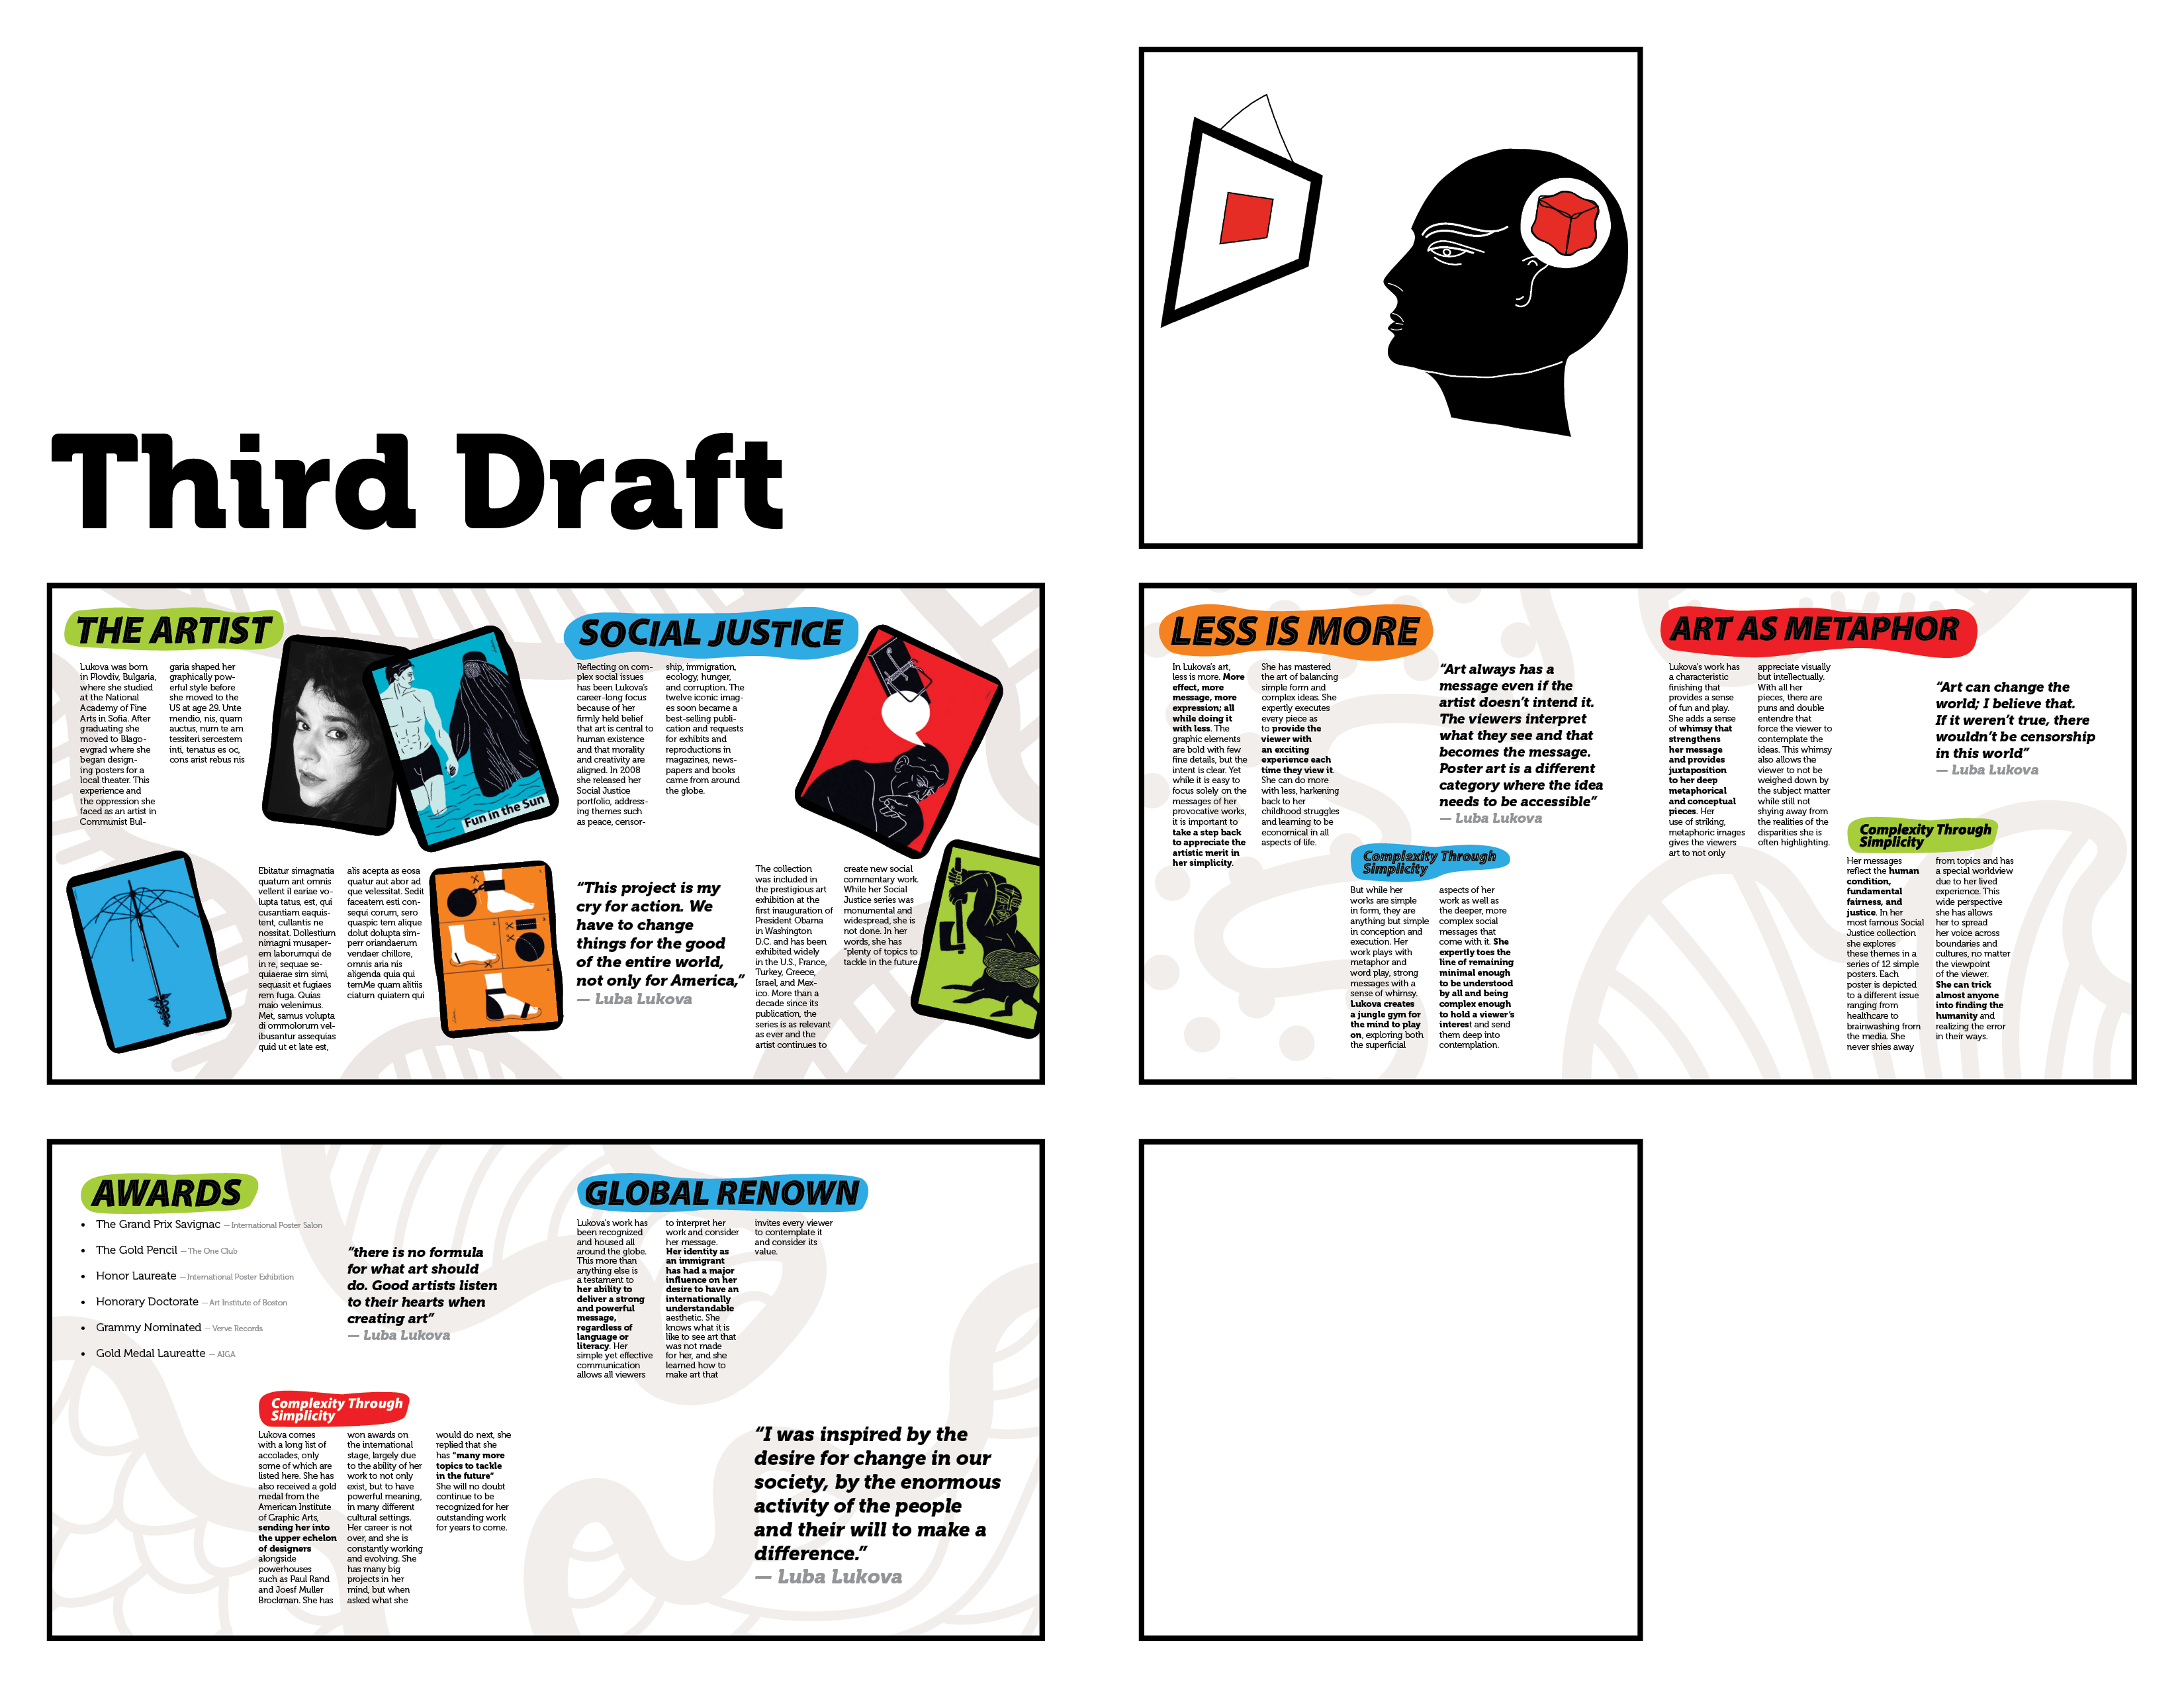 Third Draft
THE ARTIST
Lukova was born
in Plovdiv, Bulgaria,
where she studied
at the National
Academy of Fine
Arts in Sofia. After
graduating she
moved to Blago-
evgrad where she
began design-
ing posters for a
local theater. This
experience and
the oppression she
faced as an artist in
Communist Bul-
garia shaped her
graphically pow-
erful style before
she moved to the
US at age 29. Unte
mendio, nis, quam
auctus, num te am
tessiteri sercestem
inti, tenatus es oc,
cons arist rebus nis
Fun in the Sun
Ebitatur simagnatia
quatum ant omnis
vellent il eariae vo-
lupta tatus, est, qui
cusantiam eaquis-
tent, cullantis ne
nossitat. Dollestium
nimagni musaper-
em laborumqui de
in re, sequae se-
quiaerae sim simi,
sequasit et fugiaes
rem fuga. Quias
maio velenimus.
Met, samus volupta
di ommolorum vel-
ibusantur assequias
quid ut et late est,
alis acepta as eosa
quatur aut abor ad
que velessitat. Sedit
faceatem esti con-
sequi corum, sero
quaspic tem alique
dolut dolupta sim-
perr oriandaerum
vendaer chillore,
omnis aria nis
aligenda quia qui
temMe quam alitiis
ciatum quiatem qui
SOCIAL JUSTICE
Reflecting on com-
plex social issues
has been Lukova's
career-long focus
because of her
firmly held belief
that art is central to
human existence
and that morality
and creativity are
aligned. In 2008
she released her
Social Justice
portfolio, address-
ing themes such
as peace, censor-
ship, immigration,
ecology, hunger,
and corruption. The
twelve iconic imag-
es soon became a
best-selling publi-
cation and requests
for exhibits and
reproductions in
magazines, news-
papers and books
came from around
the globe.
“This project is my
cry for action. We
have to change
things for the good
of the entire world,
not only for America,”
— Luba Lukova
The collection
was included in
the prestigious art
exhibition at the
first inauguration of
President Obama
in Washington
D.C. and has been
exhibited widely
in the U.S., France,
Turkey, Greece,
Israel, and Mex-
ico. More than a
decade since its
publication, the
series is as relevant
as ever and the
artist continues to
create new social
commentary work.
While her Social
Justice series was
monumental and
widespread, she is
not done. In her
words, she has
“plenty of topics to
tackle in the future.
LESS IS MORE
In Lukova's art,
less is more. More
effect, more
message, more
expression; all
while doing it
with less. The
graphic elements
are bold with few
fine details, but the
intent is clear. Yet
while it is easy to
focus solely on the
messages of her
provocative works,
it is important to
take a step back
to appreciate the
artistic merit in
her simplicity.
She has mastered
the art of balancing
simple form and
complex ideas. She
expertly executes
every piece as
to provide the
viewer with
an exciting
experience each
time they view it.
She can do more
with less, harkening
back to her
childhood struggles
and learning to be
economical in all
aspects of life.
“Art always has a
message even if the
artist doesn't intend it.
The viewers interpret
what they see and that
becomes the message.
Poster art is a different
category where the idea
needs to be accessible”
— Luba Lukova
Complexity Through
Simplicity
But while her
works are simple
in form, they are
anything but simple
in conception and
execution. Her
work plays with
metaphor and
word play, strong
messages with a
sense of whimsy.
Lukova creates
a jungle gym for
the mind to play
on, exploring both
the superficial
aspects of her
work as well as
the deeper, more
complex social
messages that
come with it. She
expertly toes the
line of remaining
minimal enough
to be understood
by all and being
complex enough
to hold a viewer's
interest and send
them deep into
contemplation.
ART AS METAPHOR
Lukova's work has
a characteristic
finishing that
provides a sense
of fun and play.
She adds a sense
of whimsy that
strengthens
her message
and provides
juxtaposition
to her deep
metaphorical
and conceptual
pieces. Her
use of striking,
metaphoric images
gives the viewers
art to not only
appreciate visually
but intellectually.
With all her
pieces, there are
puns and double
entendre that
force the viewer to
contemplate the
ideas. This whimsy
also allows the
viewer to not be
weighed down by
the subject matter
while still not
shying away from
the realities of the
disparities she is
often highlighting.
“Art can change the
world; I believe that.
If it weren't true, there
wouldn't be censorship
in this world”
— Luba Lukova
Complexity Through
Simplicity
Her messages
reflect the human
condition,
fundamental
fairness, and
justice. In her
most famous Social
Justice collection
she explores
these themes in a
series of 12 simple
posters. Each
poster is depicted
to a different issue
ranging from
healthcare to
brainwashing from
the media. She
never shies away
from topics and has
a special worldview
due to her lived
experience. This
wide perspective
she has allows
her to spread
her voice across
boundaries and
cultures, no matter
the viewpoint
of the viewer.
She can trick
almost anyone
into finding the
humanity and
realizing the error
in their ways.
AWARDS
• The Grand Prix Savignac — International Poster Salon
• The Gold Pencil — The One Club
• Honor Laureate — International Poster Exhibition
• Honorary Doctorate — Art Institute of Boston
• Grammy Nominated — Verve Records
• Gold Medal Laureatte — AIGA
“there is no formula
for what art should
do. Good artists listen
to their hearts when
creating art”
— Luba Lukova
Complexity Through
Simplicity
Lukova comes
with a long list of
accolades, only
some of which are
listed here. She has
also received a gold
medal from the
American Institute
of Graphic Arts,
sending her into
the upper echelon
of designers
alongside
powerhouses
such as Paul Rand
and Joesf Muller
Brockman. She has
won awards on
the international
stage, largely due
to the ability of her
work to not only
exist, but to have
powerful meaning,
in many different
cultural settings.
Her career is not
over, and she is
constantly working
and evolving. She
has many big
projects in her
mind, but when
asked what she
would do next, she
replied that she
has “many more
topics to tackle
in the future”
She will no doubt
continue to be
recognized for her
outstanding work
for years to come.
GLOBAL RENOWN
Lukova's work has
been recognized
and housed all
around the globe.
This more than
anything else is
a testament to
her ability to
deliver a strong
and powerful
message,
regardless of
language or
literacy. Her
simple yet effective
communication
allows all viewers
to interpret her
work and consider
her message.
Her identity as
an immigrant
has had a major
influence on her
desire to have an
internationally
understandable
aesthetic. She
knows what it is
like to see art that
was not made
for her, and she
learned how to
make art that
invites every viewer
to contemplate it
and consider its
value.
“I was inspired by the
desire for change in our
society, by the enormous
activity of the people
and their will to make a
difference.”
— Luba Lukova